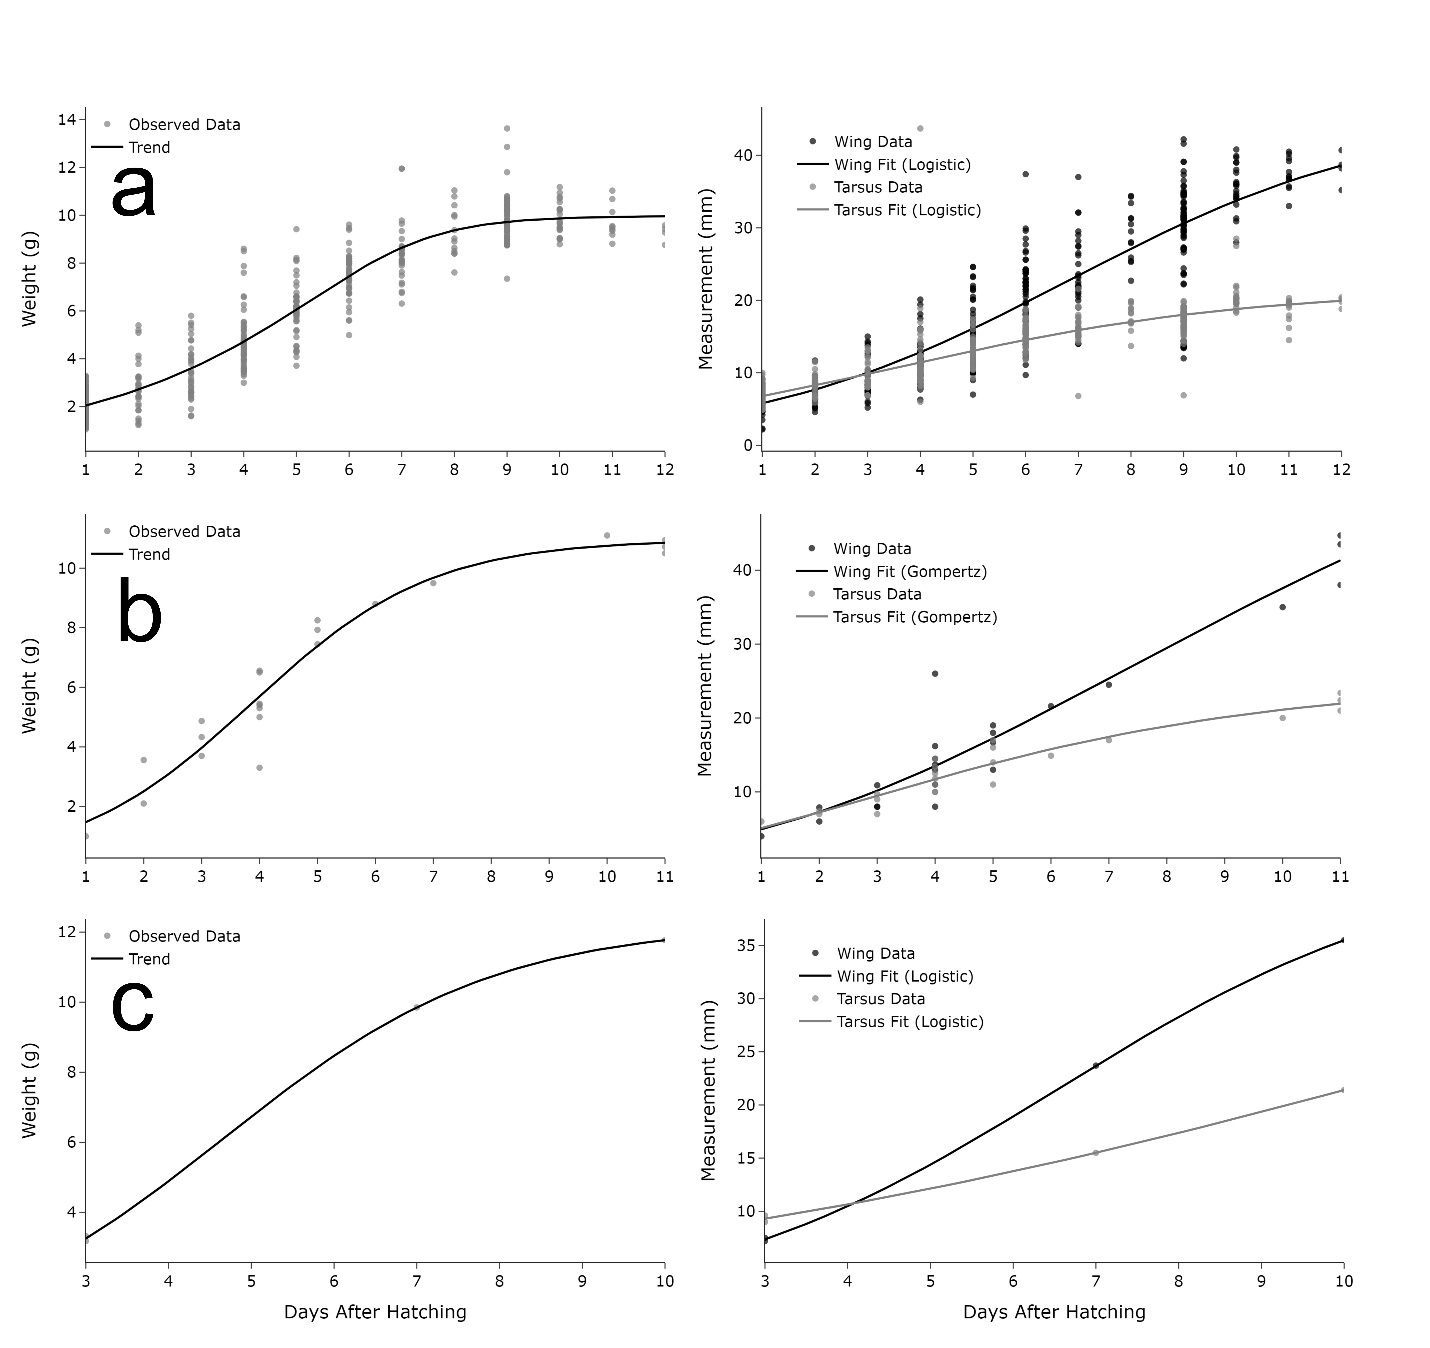 Observed Data
Trend
a
Weight (g)
14
12
10
8
6
4
2
1 2 3 4 5 6 7 8 9 10 11 12
Wing Data
Wing Fit (Logistic)
Tarsus Data
Tarsus Fit (Logistic)
Measurement (mm)
40
30
20
10
0
1 2 3 4 5 6 7 8 9 10 11 12
Observed Data
Trend
b
Weight (g)
10
8
6
4
2
1 2 3 4 5 6 7 8 9 10 11
Wing Data
Wing Fit (Gompertz)
Tarsus Data
Tarsus Fit (Gompertz)
Measurement (mm)
40
30
20
10
1 2 3 4 5 6 7 8 9 10 11
Observed Data
Trend
c
Weight (g)
12
10
8
6
4
3 4 5 6 7 8 9 10
Days After Hatching
Wing Data
Wing Fit (Logistic)
Tarsus Data
Tarsus Fit (Logistic)
Measurement (mm)
35
30
25
20
15
10
3 4 5 6 7 8 9 10
Days After Hatching